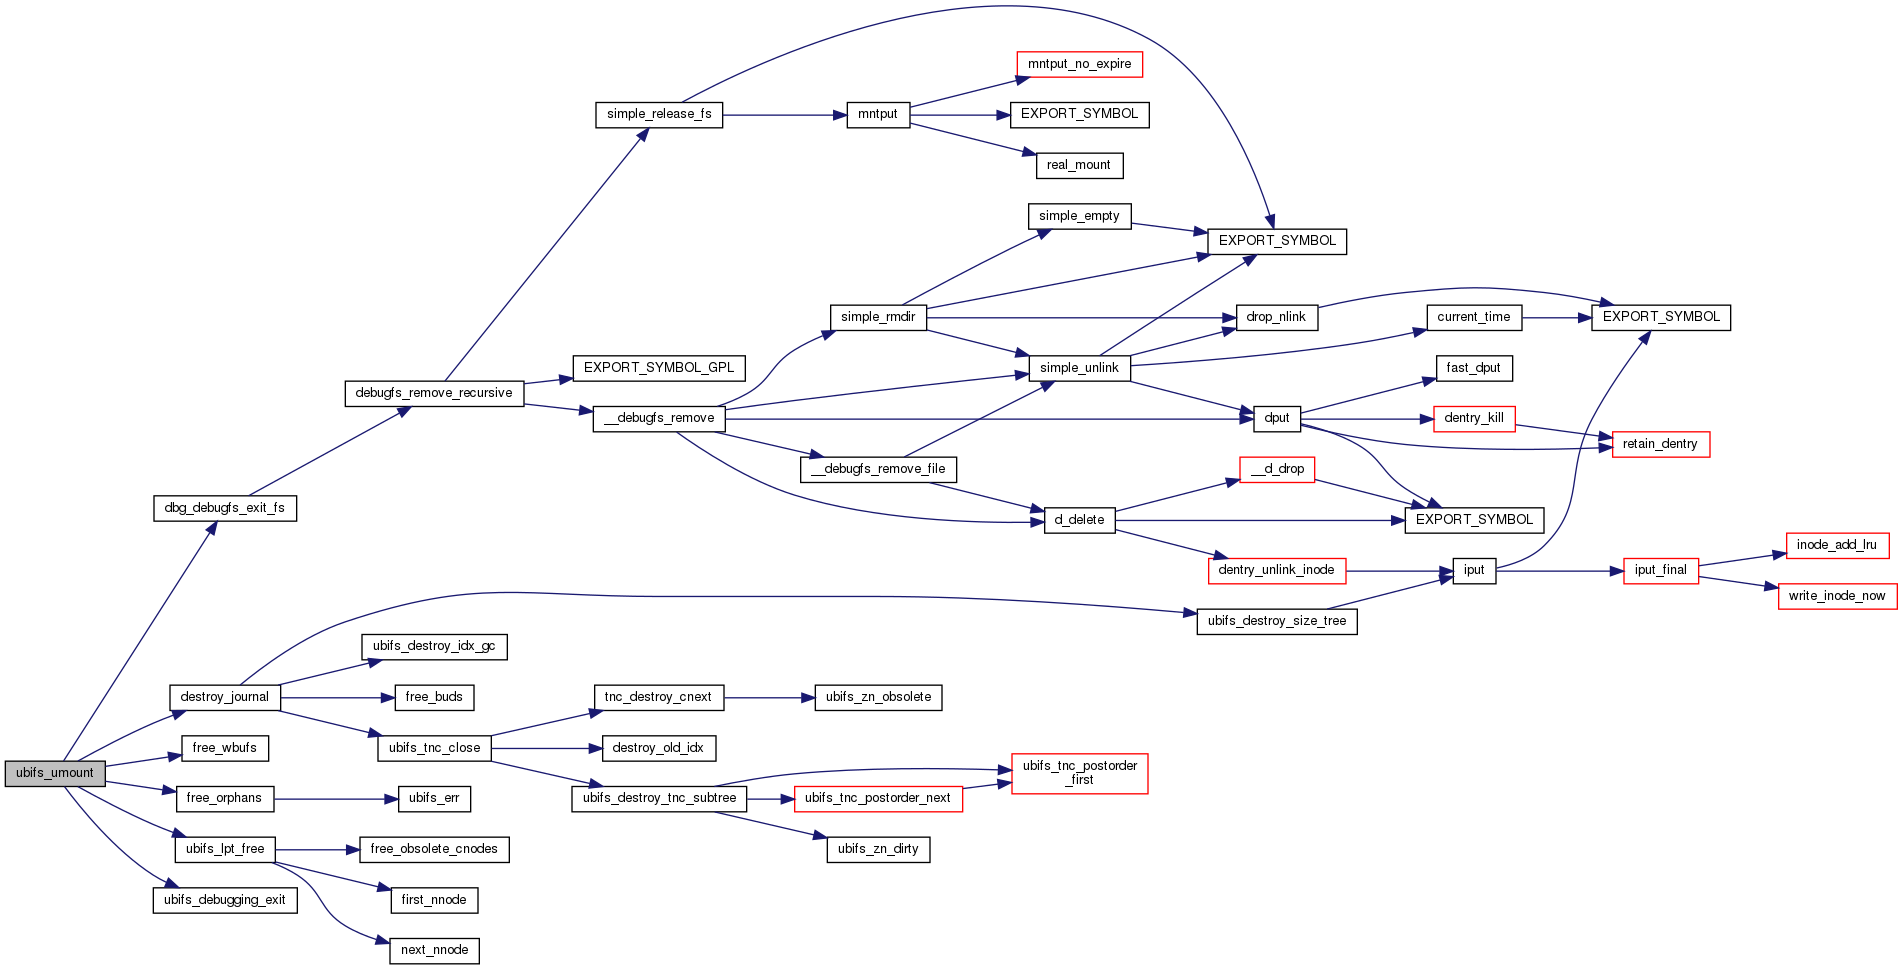 mntput_no_expire
simple_release_fs
mntput
EXPORT_SYMBOL
real_mount
simple_empty
EXPORT_SYMBOL
simple_rmdir
drop_nlink
current_time
EXPORT_SYMBOL
EXPORT_SYMBOL_GPL
simple_unlink
fast_dput
debugfs_remove_recursive
__debugfs_remove
dput
dentry_kill
retain_dentry
__debugfs_remove_file
__d_drop
dbg_debugfs_exit_fs
d_delete
EXPORT_SYMBOL
inode_add_lru
dentry_unlink_inode
iput
iput_final
write_inode_now
ubifs_destroy_size_tree
ubifs_destroy_idx_gc
destroy_journal
free_buds
tnc_destroy_cnext
ubifs_zn_obsolete
free_wbufs
ubifs_tnc_close
destroy_old_idx
ubifs_umount
ubifs_tnc_postorder
_first
free_orphans
ubifs_err
ubifs_destroy_tnc_subtree
ubifs_tnc_postorder_next
ubifs_lpt_free
free_obsolete_cnodes
ubifs_zn_dirty
ubifs_debugging_exit
first_nnode
next_nnode